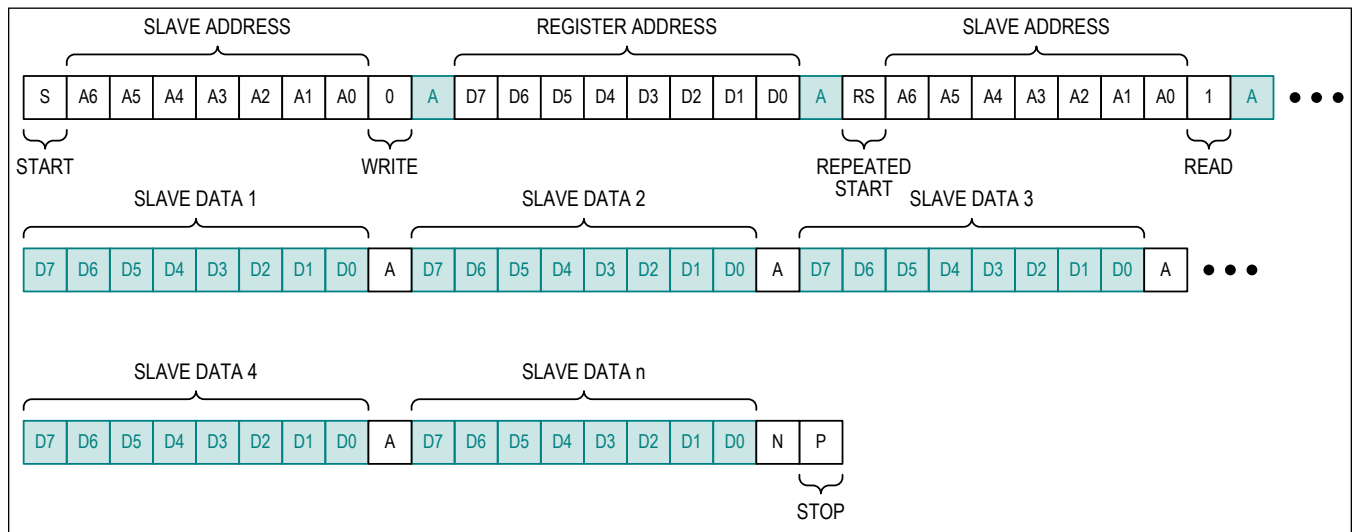 SLAVE ADDRESS REGISTER ADDRESS SLAVE ADDRESS
S A6 A5 A4 A3 A2 A1 A0 0 A D7 D6 D5 D4 D3 D2 D1 D0 A RS A6 A5 A4 A3 A2 A1 A0 1 A
START WRITE REPEATED START READ
SLAVE DATA 1 SLAVE DATA 2 SLAVE DATA 3
D7 D6 D5 D4 D3 D2 D1 D0 A D7 D6 D5 D4 D3 D2 D1 D0 A D7 D6 D5 D4 D3 D2 D1 D0 A
SLAVE DATA 4 SLAVE DATA n
D7 D6 D5 D4 D3 D2 D1 D0 A D7 D6 D5 D4 D3 D2 D1 D0 N P
STOP